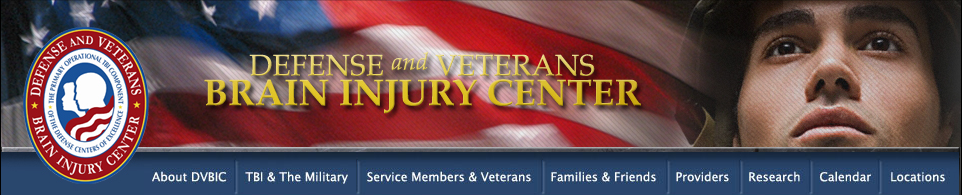 DEFENSE AND VETERANS
THE PRIMARY OPERATIONAL TBI COMPONENT
OF THE DEFENSE CENTERS OF EXCELLENCE
BRAIN INJURY CENTER
DEFENSE and VETERANS
BRAIN INJURY CENTER
About DVBIC TBI & The Military Service Members & Veterans Families & Friends Providers Research Calendar Locations